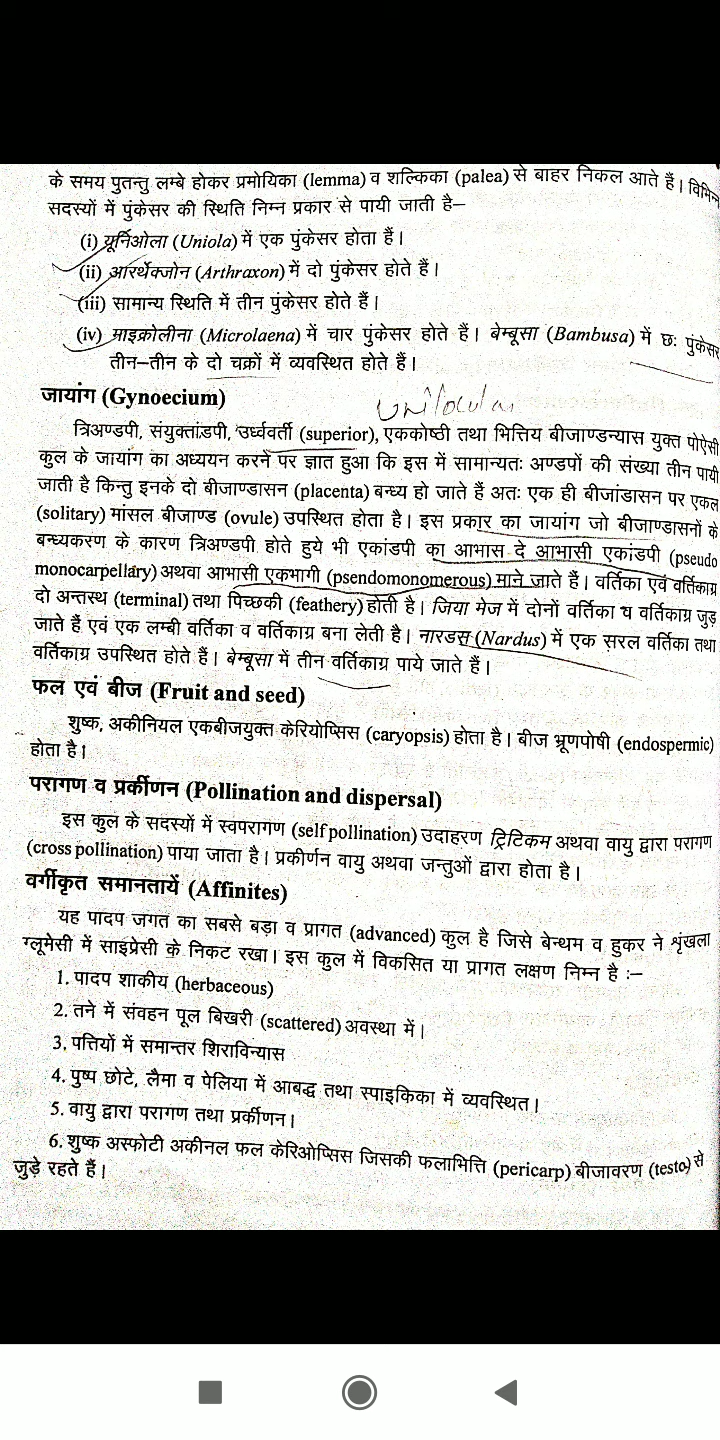 के समय पुतन्तु लम्बे होकर प्रमोयिका (lemma) व शल्किका (palea) से बाहर निकल आते हैं। विभिन्न
सदस्यों में पुंकेसर की स्थिति निम्न प्रकार से पायी जाती है–
(i) यूर्निओला (Uniola) में एक पुंकेसर होता हैं।
(ii) आरर्थेक्जोन (Arthraxon) में दो पुंकेसर होते हैं।
(iii) सामान्य स्थिति में तीन पुंकेसर होते हैं।
(iv) माइक्रोलीना (Microlaena) में चार पुंकेसर होते हैं। बेम्बूसा (Bambusa) में छः पुंकेसर
तीन–तीन के दो चक्रों में व्यवस्थित होते हैं।
जायांग (Gynoecium)
unilocular
त्रिअण्डपी, संयुक्तांडपी, उर्ध्ववर्ती (superior), एककोष्ठी तथा भित्तिय बीजाण्डन्यास युक्त पोऐसी
कुल के जायांग का अध्ययन करने पर ज्ञात हुआ कि इस में सामान्यतः अण्डपों की संख्या तीन पायी
जाती है किन्तु इनके दो बीजाण्डासन (placenta) बन्ध्य हो जाते हैं अतः एक ही बीजांडासन पर एकल
(solitary) मांसल बीजाण्ड (ovule) उपस्थित होता है। इस प्रकार का जायांग जो बीजाण्डासनों के
बन्ध्यकरण के कारण त्रिअण्डपी होते हुये भी एकांडपी का आभास दे आभासी एकांडपी (pseudo
monocarpellary) अथवा आभासी एकभागी (psendomonomerous) माने जाते हैं। वर्तिका एवं वर्तिकाग्र
दो अन्तस्थ (terminal) तथा पिच्छकी (feathery) होती है। जिया मेज में दोनों वर्तिका व वर्तिकाग्र जुड़
जाते हैं एवं एक लम्बी वर्तिका व वर्तिकाग्र बना लेती है। नारडस (Nardus) में एक सरल वर्तिका तथा
वर्तिकाग्र उपस्थित होते हैं। बेम्बूसा में तीन वर्तिकाग्र पाये जाते हैं।
फल एवं बीज (Fruit and seed)
शुष्क, अकीनियल एकबीजयुक्त केरियोप्सिस (caryopsis) होता है। बीज भ्रूणपोषी (endospermic)
होता है।
परागण व प्रर्कीणन (Pollination and dispersal)
इस कुल के सदस्यों में स्वपरागण (self pollination) उदाहरण ट्रिटिकम अथवा वायु द्वारा परागण
(cross pollination) पाया जाता है। प्रकीर्णन वायु अथवा जन्तुओं द्वारा होता है।
वर्गीकृत समानतायें (Affinites)
यह पादप जगत का सबसे बड़ा व प्रागत (advanced) कुल है जिसे बेन्थम व हुकर ने शृंखला
ग्लूमेसी में साइप्रेसी के निकट रखा। इस कुल में विकसित या प्रागत लक्षण निम्न है :–
1. पादप शाकीय (herbaceous)
2. तने में संवहन पूल बिखरी (scattered) अवस्था में।
3. पत्तियों में समान्तर शिराविन्यास
4. पुष्प छोटे, लैमा व पेलिया में आबद्ध तथा स्पाइकिका में व्यवस्थित।
5. वायु द्वारा परागण तथा प्रर्कीणन।
6. शुष्क अस्फोटी अकीनल फल केरिओप्सिस जिसकी फलाभित्ति (pericarp) बीजावरण (testa) से
जुड़े रहते हैं।